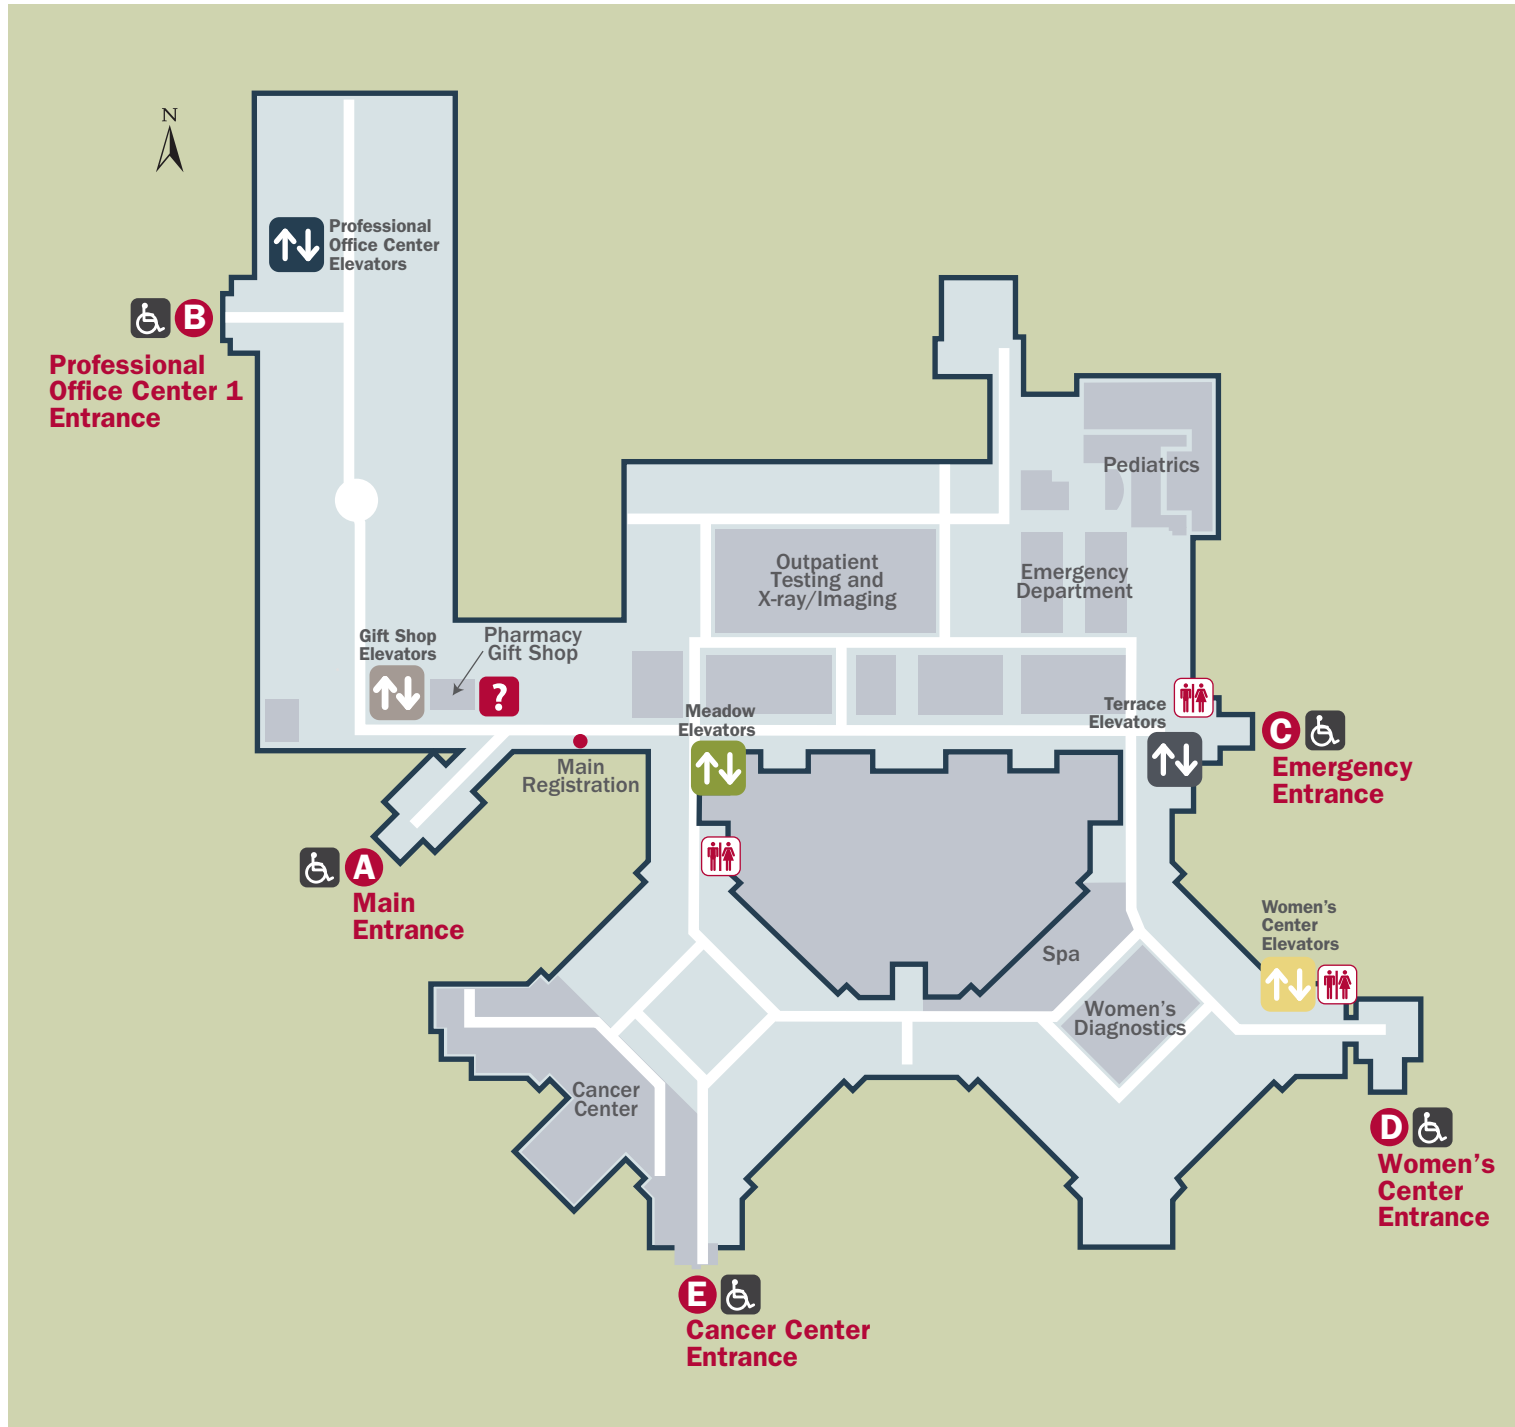 N
Professional
Office Center
Elevators
B
Professional
Office Center 1
Entrance
Pediatrics
Outpatient
Testing and
X-ray/Imaging
Emergency
Department
Gift Shop
Elevators
Pharmacy
Gift Shop
?
Meadow
Elevators
Terrace
Elevators
C
Emergency
Entrance
Main
Registration
A
Main
Entrance
Women's
Center
Elevators
Spa
Women's
Diagnostics
Cancer
Center
D
Women's
Center
Entrance
E
Cancer Center
Entrance